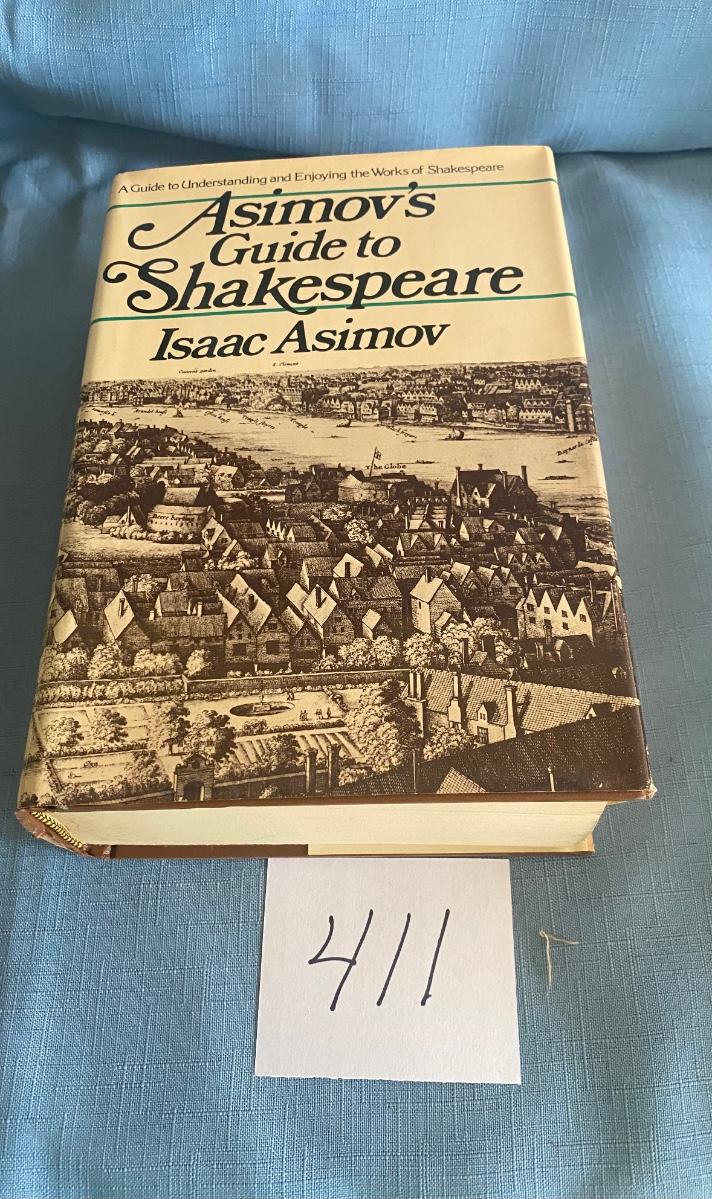 A Guide to Understanding and Enjoying the Works of Shakespeare
Asimov's
Guide to
Shakespeare
Isaac Asimov
The Globe
411